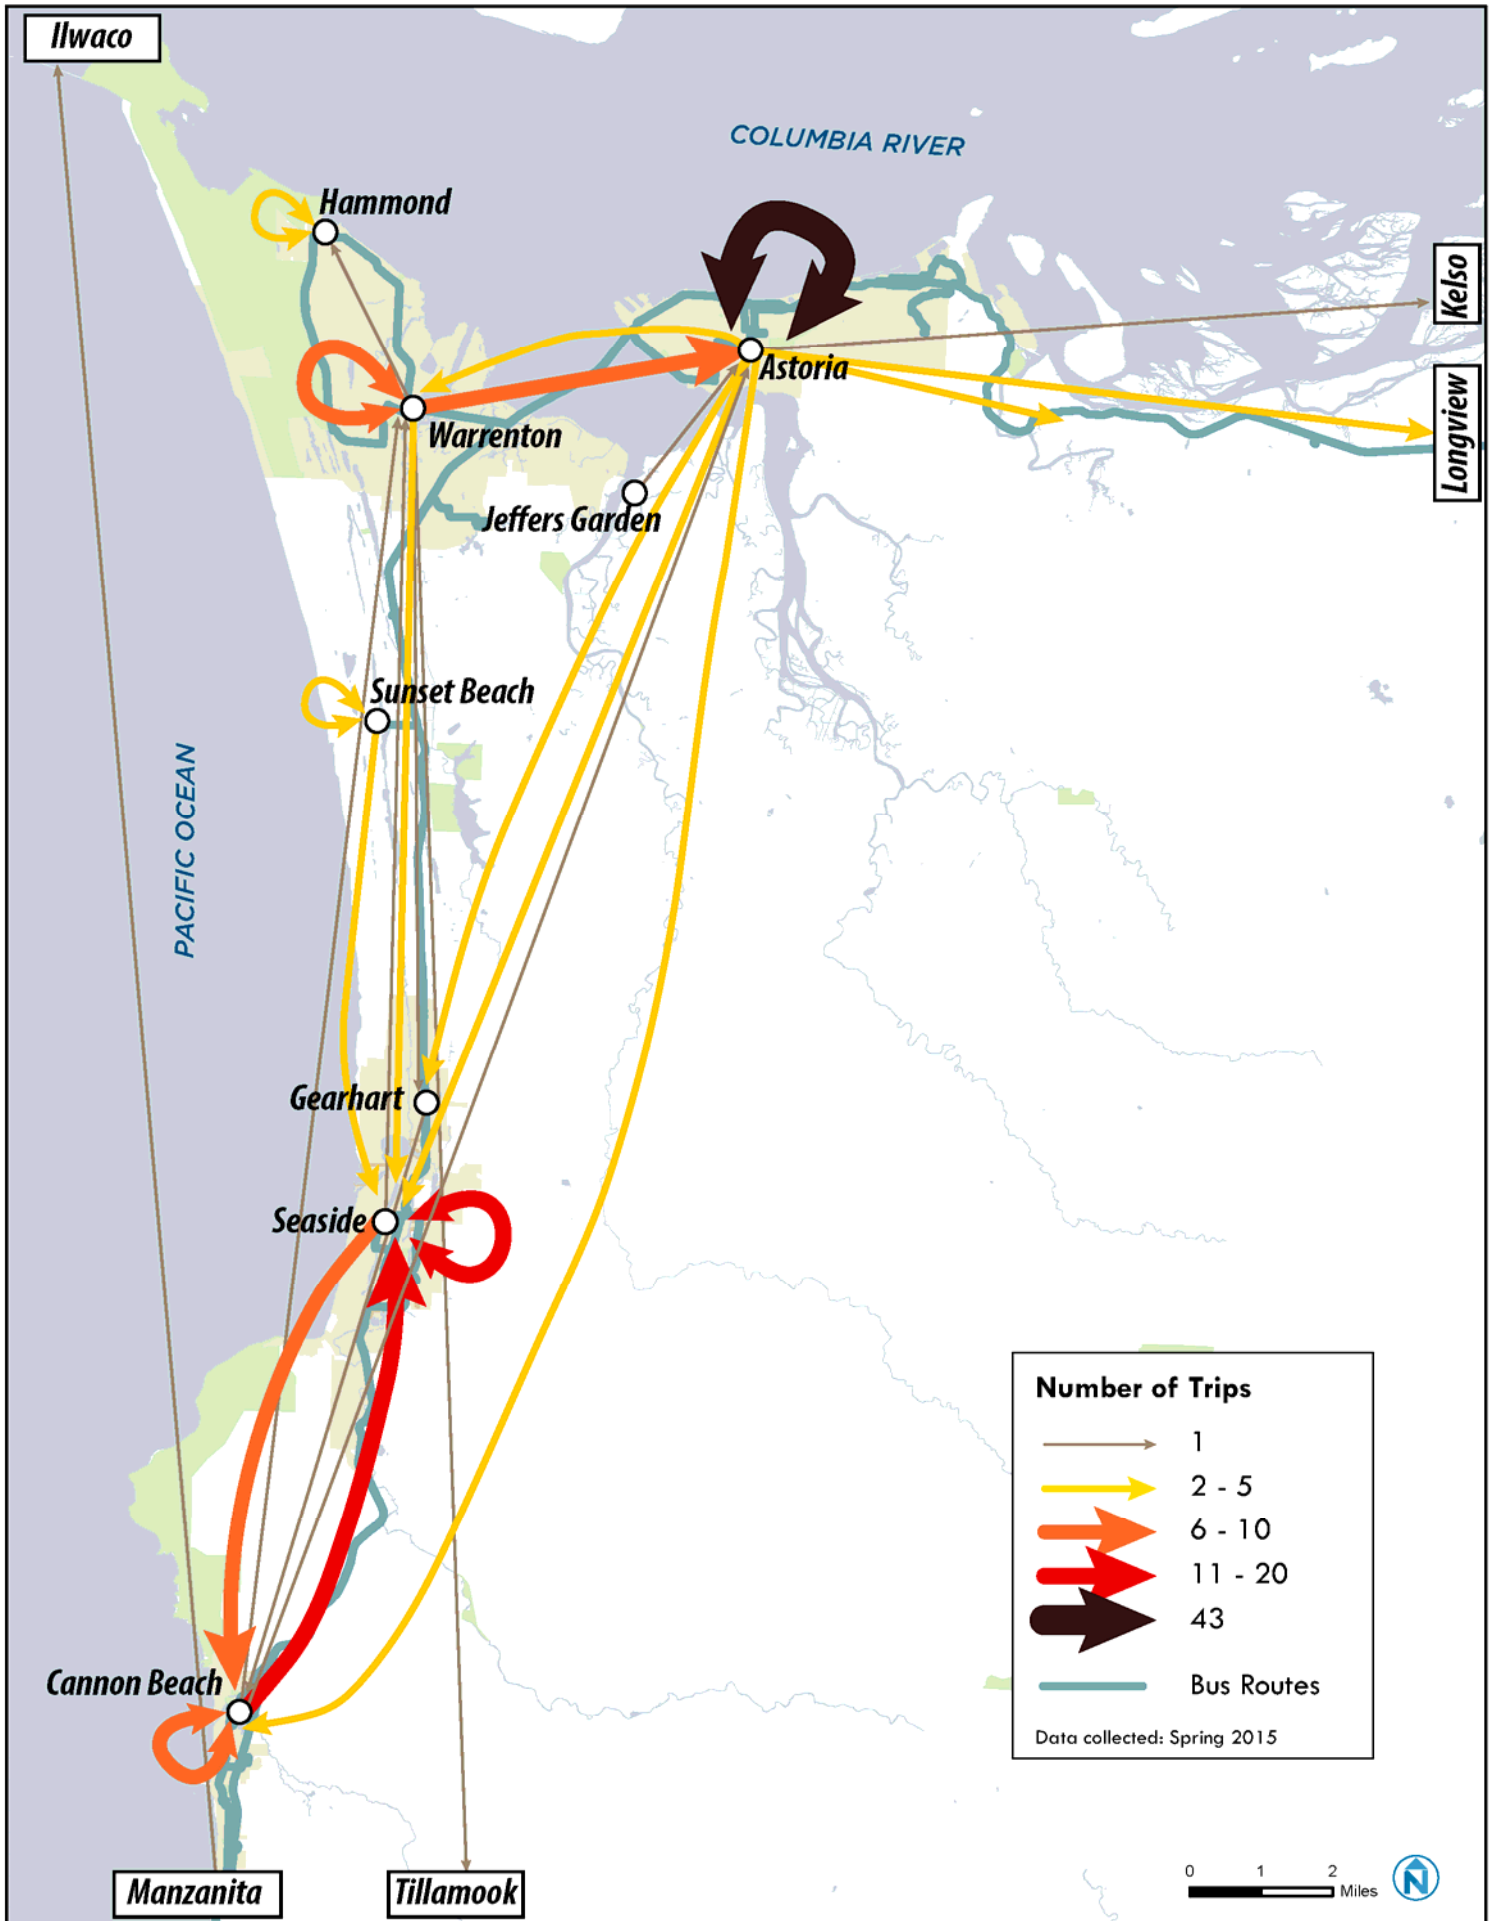 Ilwaco
COLUMBIA RIVER
Hammond
Kelso
Astoria
Longview
Warrenton
Jeffers Garden
Sunset Beach
PACIFIC OCEAN
Gearhart
Seaside
Number of Trips
1
2 - 5
6 - 10
11 - 20
43
Bus Routes
Data collected: Spring 2015
Cannon Beach
Manzanita
Tillamook
0 1 2
Miles
N